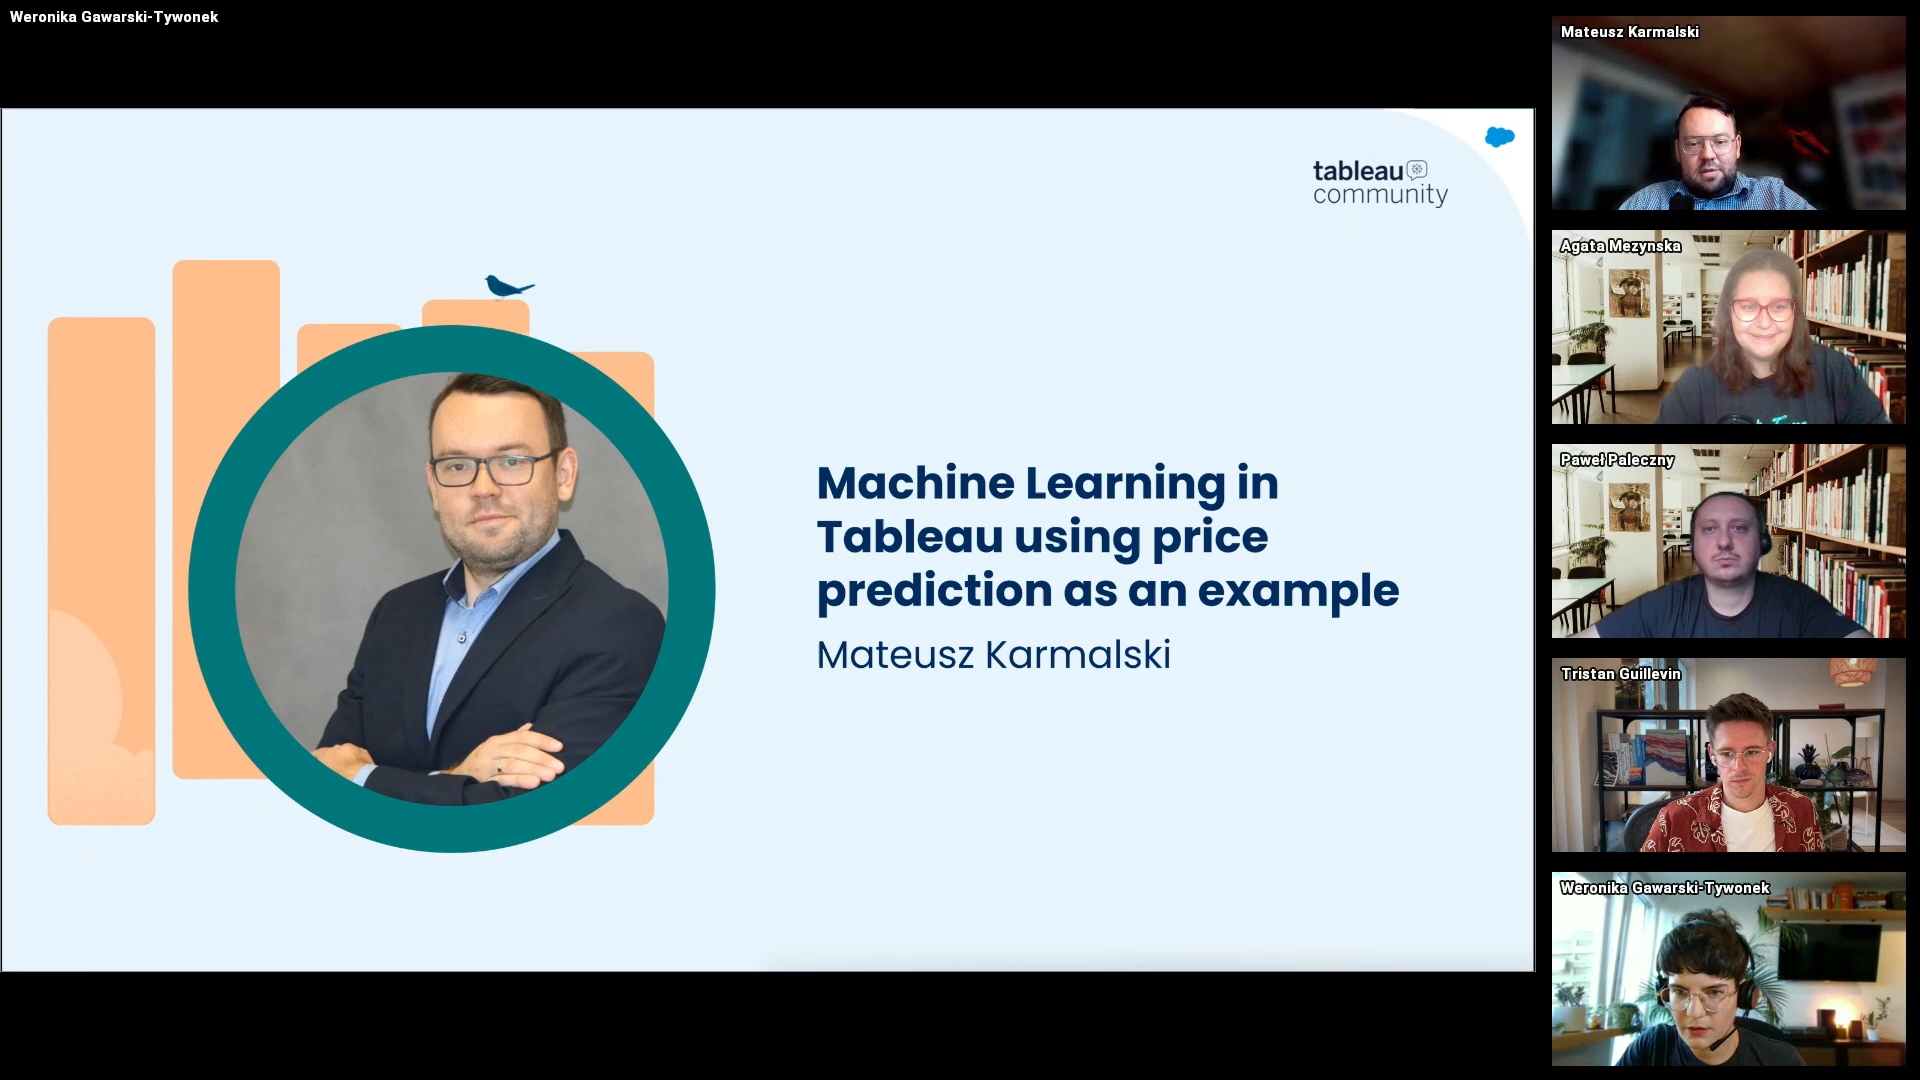 Weronika Gawarski-Tywonek
tableau
community
Machine Learning in
Tableau using price
prediction as an example
Mateusz Karmalski
Mateusz Karmalski
Agata Mezynska
Paweł Paleczny
Tristan Guillevin
Weronika Gawarski-Tywonek